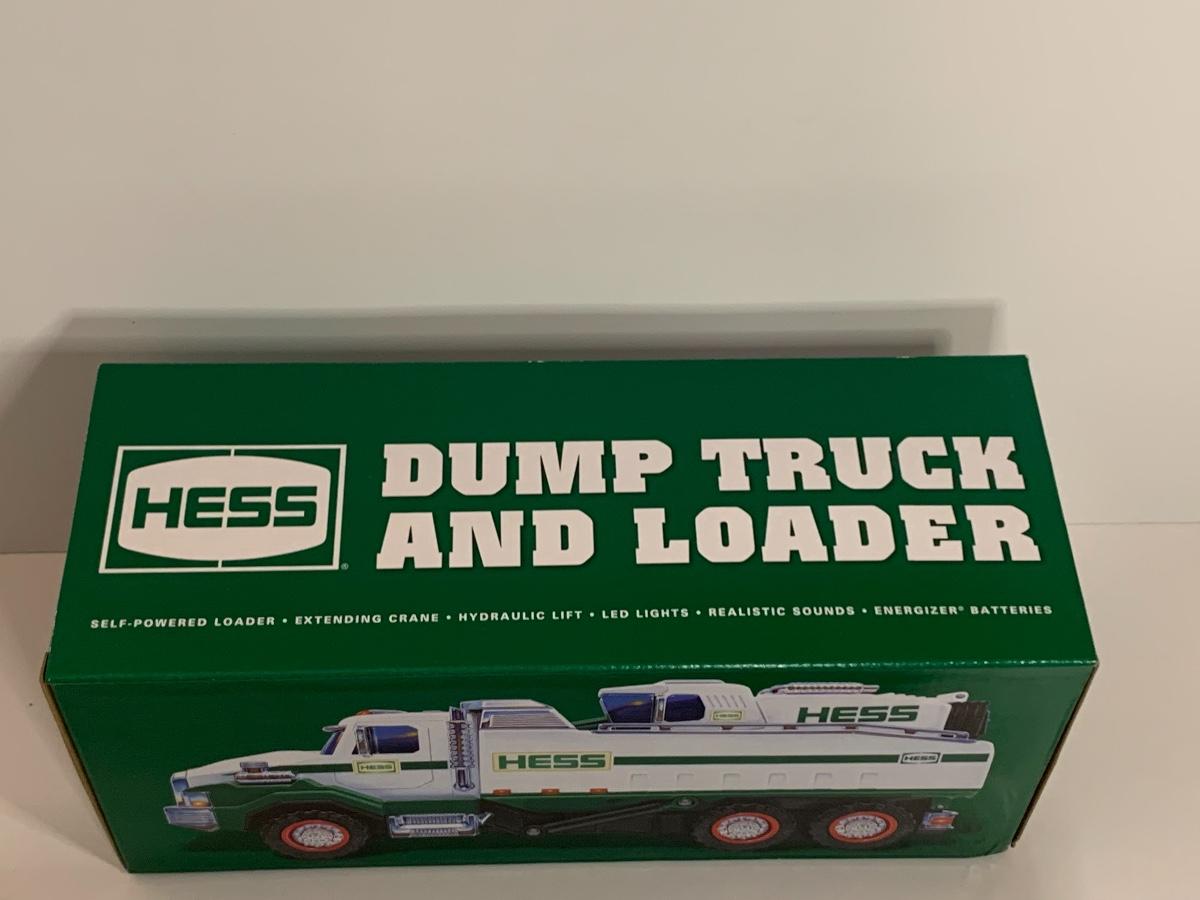 HESS®
DUMP TRUCK
AND LOADER
SELF-POWERED LOADER • EXTENDING CRANE • HYDRAULIC LIFT • LED LIGHTS • REALISTIC SOUNDS • ENERGIZER® BATTERIES
HESS
HESS
HESS
HESS
HESS